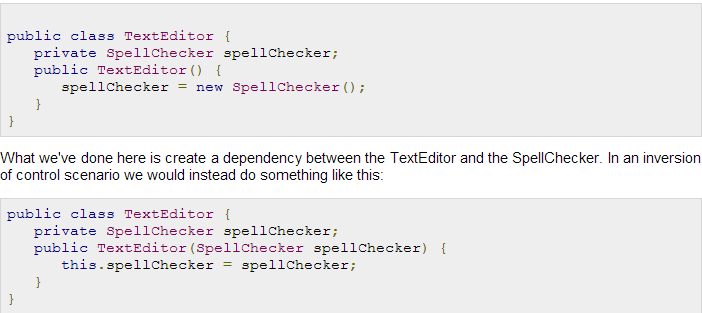 public class TextEditor {
private SpellChecker spellChecker;
public TextEditor() {
spellChecker = new SpellChecker();
}
}
What we've done here is create a dependency between the TextEditor and the SpellChecker. In an inversion
of control scenario we would instead do something like this:
public class TextEditor {
private SpellChecker spellChecker;
public TextEditor(SpellChecker spellChecker) {
this.spellChecker = spellChecker;
}
}